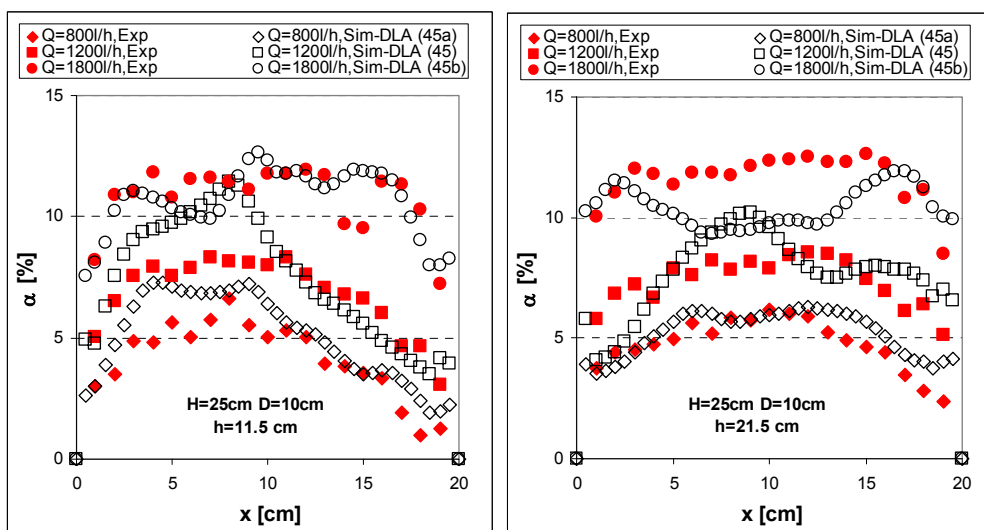 Q=800l/h,Exp Q=800l/h,Sim-DLA (45a)
Q=1200l/h,Exp Q=1200l/h,Sim-DLA (45)
Q=1800l/h,Exp Q=1800l/h,Sim-DLA (45b)
15
10
5
0
α [%]
H=25cm D=10cm
h=11.5 cm
0 5 10 15 20
x [cm]
Q=800l/h,Exp Q=800l/h,Sim-DLA (45a)
Q=1200l/h,Exp Q=1200l/h,Sim-DLA (45)
Q=1800l/h,Exp Q=1800l/h,Sim-DLA (45b)
15
10
5
0
α [%]
H=25cm D=10cm
h=21.5 cm
0 5 10 15 20
x [cm]